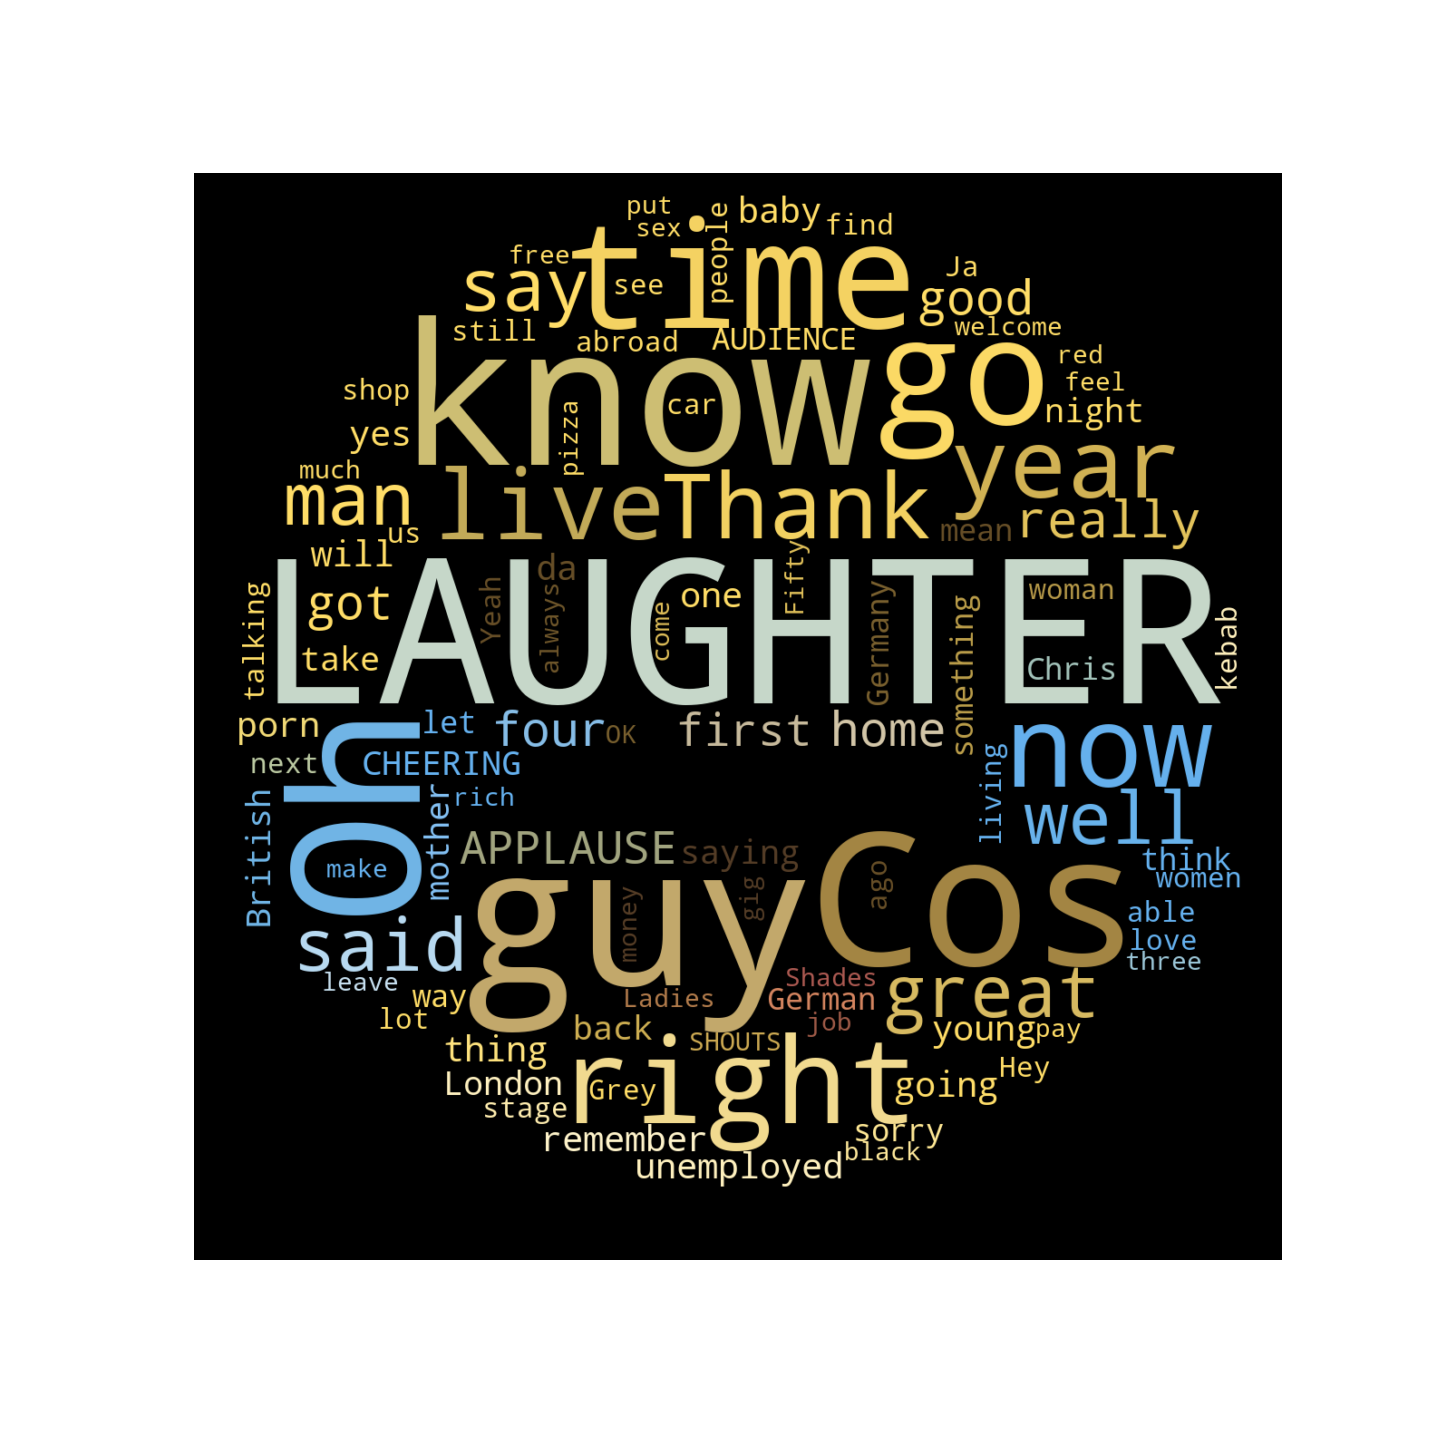 put
sex
people
baby
find
free
time
say
see
Ja
good
still
abroad
AUDIENCE
welcome
know
go
red
feel
shop
car
night
yes
pizza
year
much
man
live
Thank
us
mean
really
will
da
Fifty
talking
got
Yeah
always
come
one
Germany
something
woman
LAUGHTER
take
Chris
kebab
porn
Oh
let
four
OK
first
home
now
next
CHEERING
living
British
mother
rich
well
make
APPLAUSE
saying
Cos
think
women
guy
money
gig
ago
able
said
love
three
leave
way
Ladies
Shades
German
great
lot
back
SHOUTS
job
young
pay
thing
right
going
Hey
London
Grey
stage
remember
sorry
black
unemployed